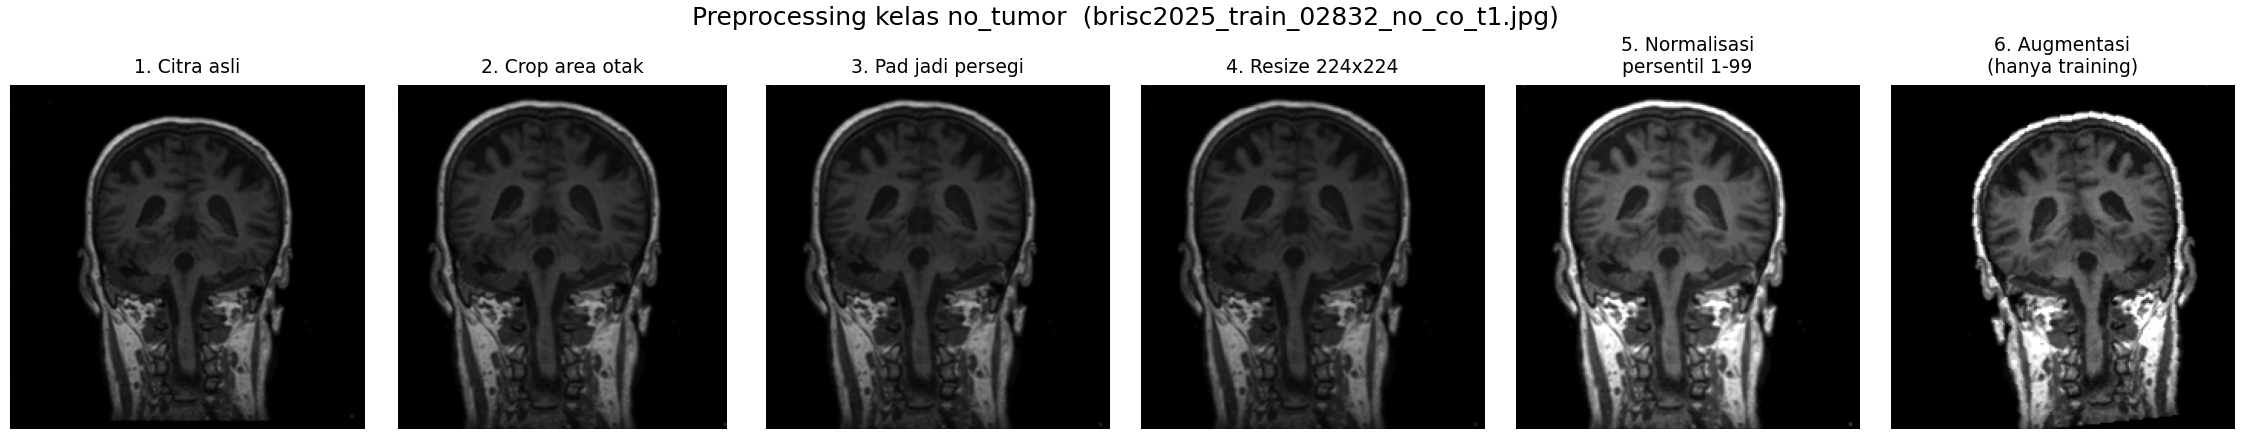 Preprocessing kelas no_tumor (brisc2025_train_02832_no_co_t1.jpg)
1. Citra asli
2. Crop area otak
3. Pad jadi persegi
4. Resize 224x224
5. Normalisasi
persentil 1-99
6. Augmentasi
(hanya training)